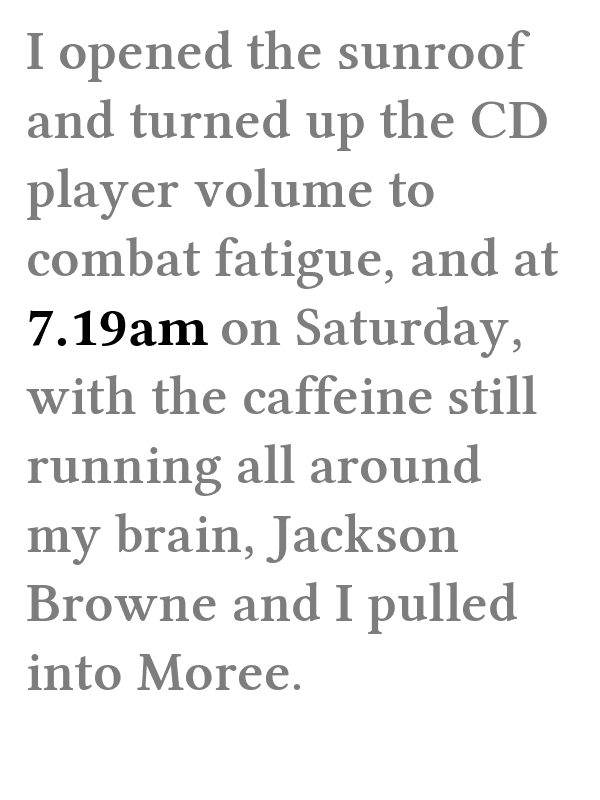 I opened the sunroof
and turned up the CD
player volume to
combat fatigue, and at
7.19am on Saturday,
with the caffeine still
running all around
my brain, Jackson
Browne and I pulled
into Moree.